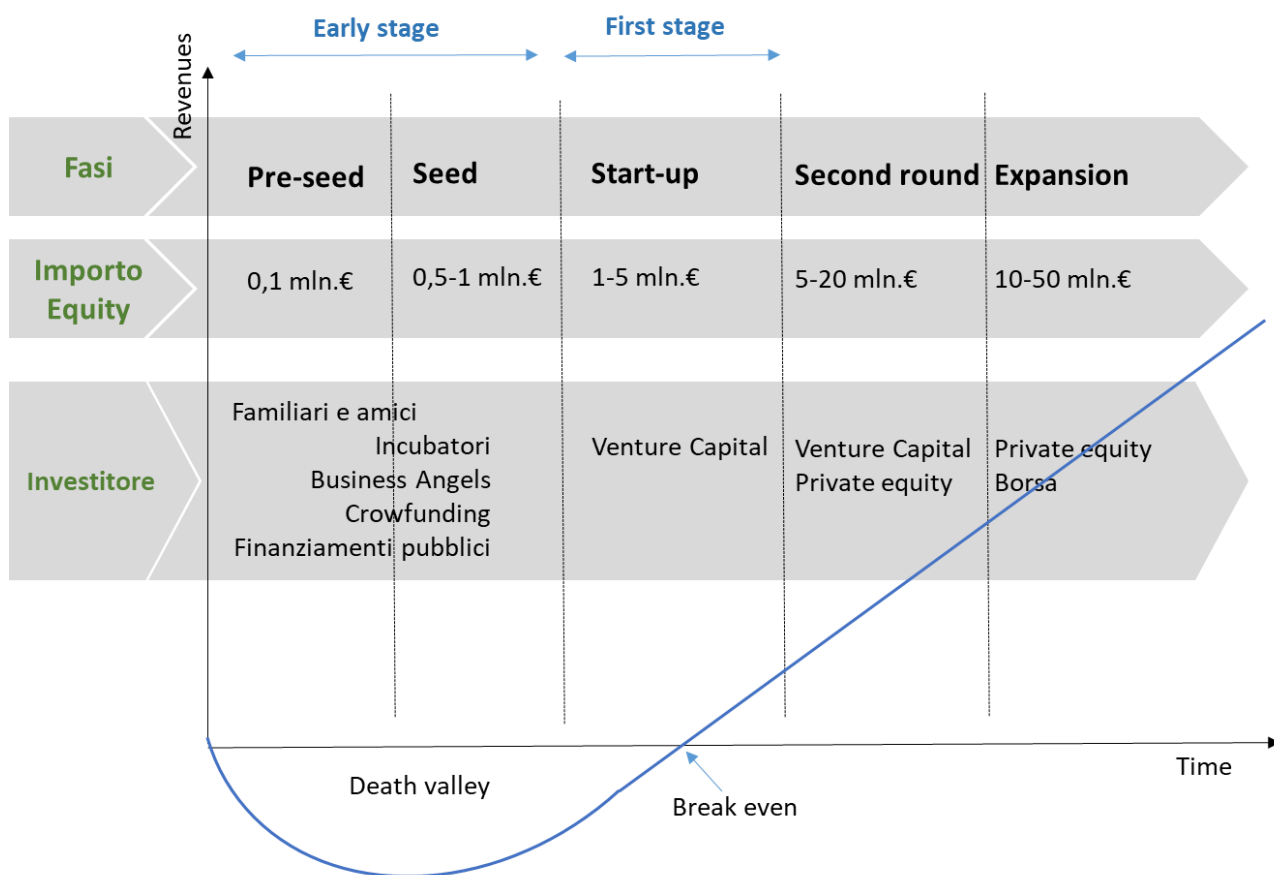 Early stage
First stage
Revenues
Fasi
Pre-seed
Seed
Start-up
Second round
Expansion
Importo
Equity
0,1 mln.€
0,5-1 mln.€
1-5 mln.€
5-20 mln.€
10-50 mln.€
Investitore
Familiari e amici
Incubatori
Business Angels
Crowfunding
Finanziamenti pubblici
Venture Capital
Venture Capital
Private equity
Private equity
Borsa
Time
Death valley
Break even